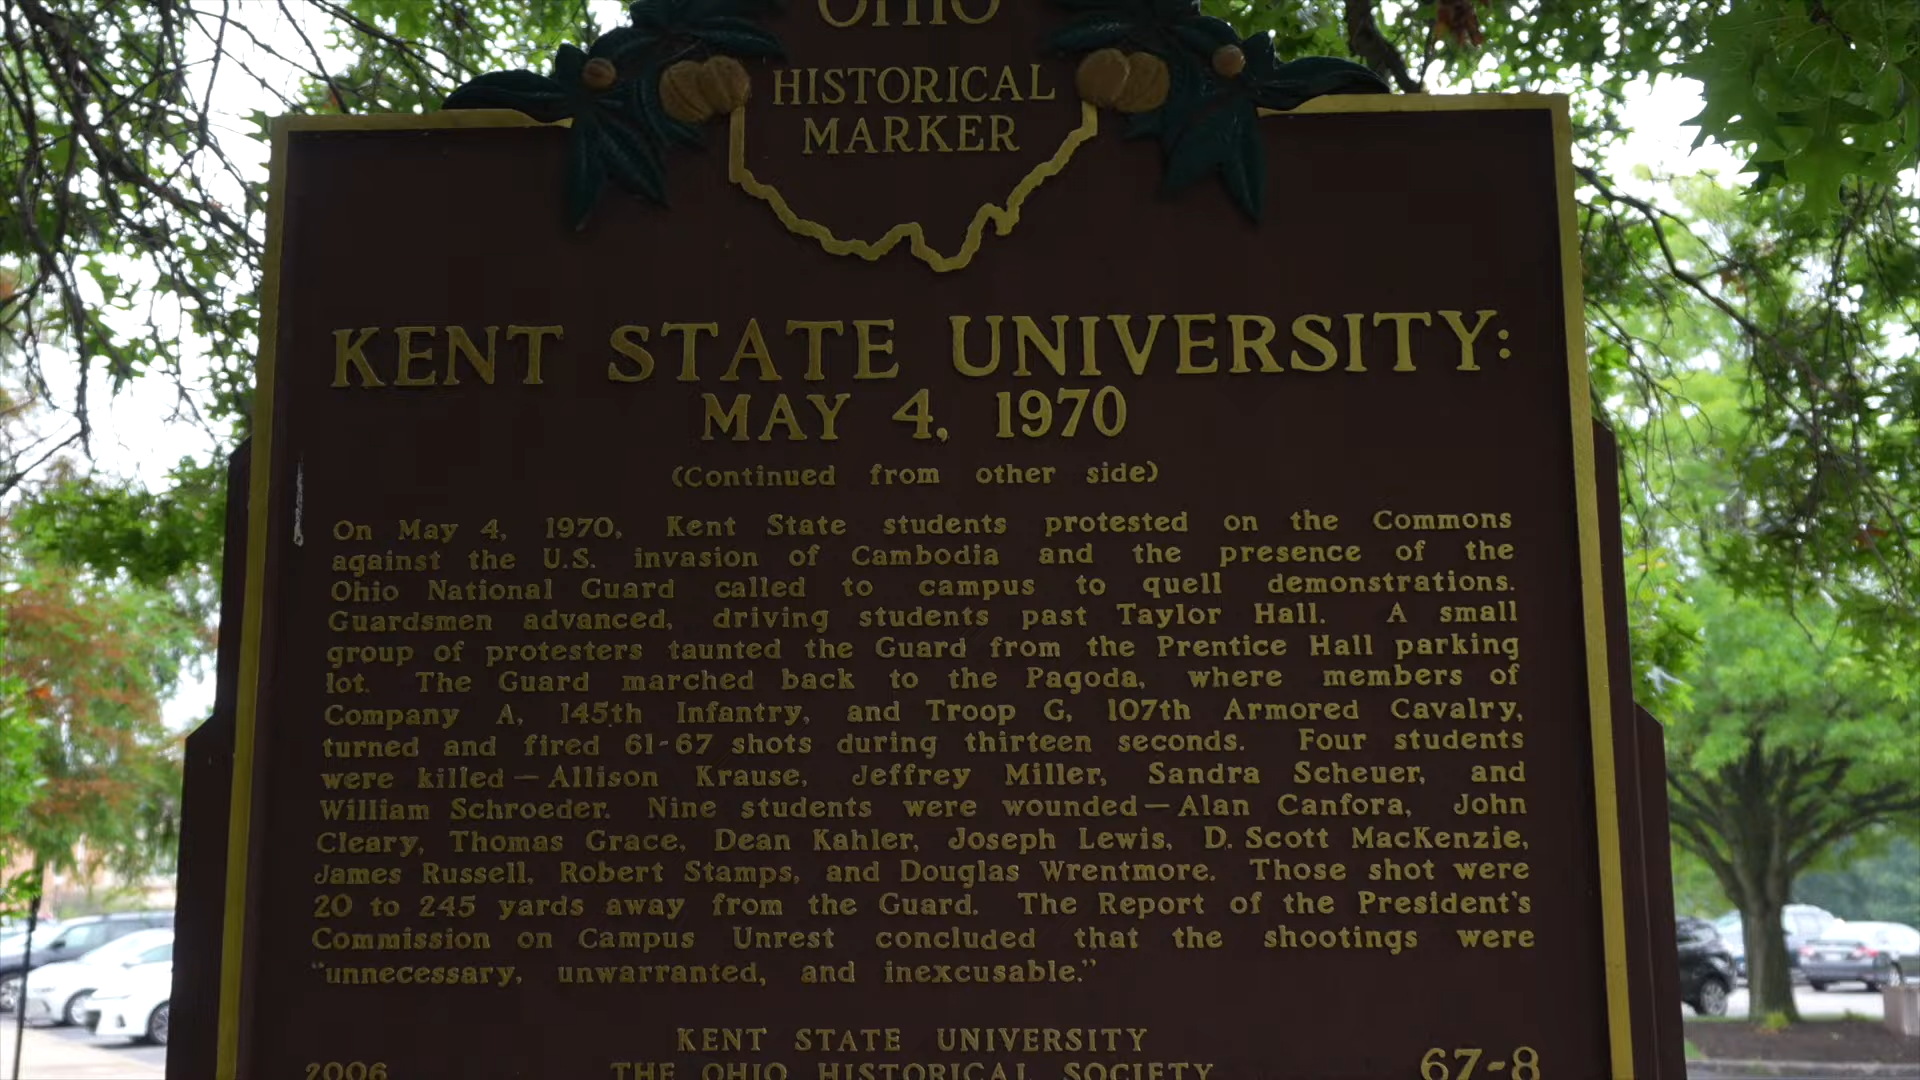 OHIO
HISTORICAL
MARKER
KENT STATE UNIVERSITY:
MAY 4, 1970
(Continued from other side)
On May 4, 1970, Kent State students protested on the Commons
against the U.S. invasion of Cambodia and the presence of the
Ohio National Guard called to campus to quell demonstrations.
Guardsmen advanced, driving students past Taylor Hall. A small
group of protesters taunted the Guard from the Prentice Hall parking
lot. The Guard marched back to the Pagoda, where members of
Company A, 145th Infantry, and Troop G, 107th Armored Cavalry,
turned and fired 61-67 shots during thirteen seconds. Four students
were killed—Allison Krause, Jeffrey Miller, Sandra Scheuer, and
William Schroeder. Nine students were wounded—Alan Canfora, John
Cleary, Thomas Grace, Dean Kahler, Joseph Lewis, D. Scott MacKenzie,
James Russell, Robert Stamps, and Douglas Wrentmore. Those shot were
20 to 245 yards away from the Guard. The Report of the President's
Commission on Campus Unrest concluded that the shootings were
"unnecessary, unwarranted, and inexcusable."
KENT STATE UNIVERSITY
2006 THE OHIO HISTORICAL SOCIETY 67-8